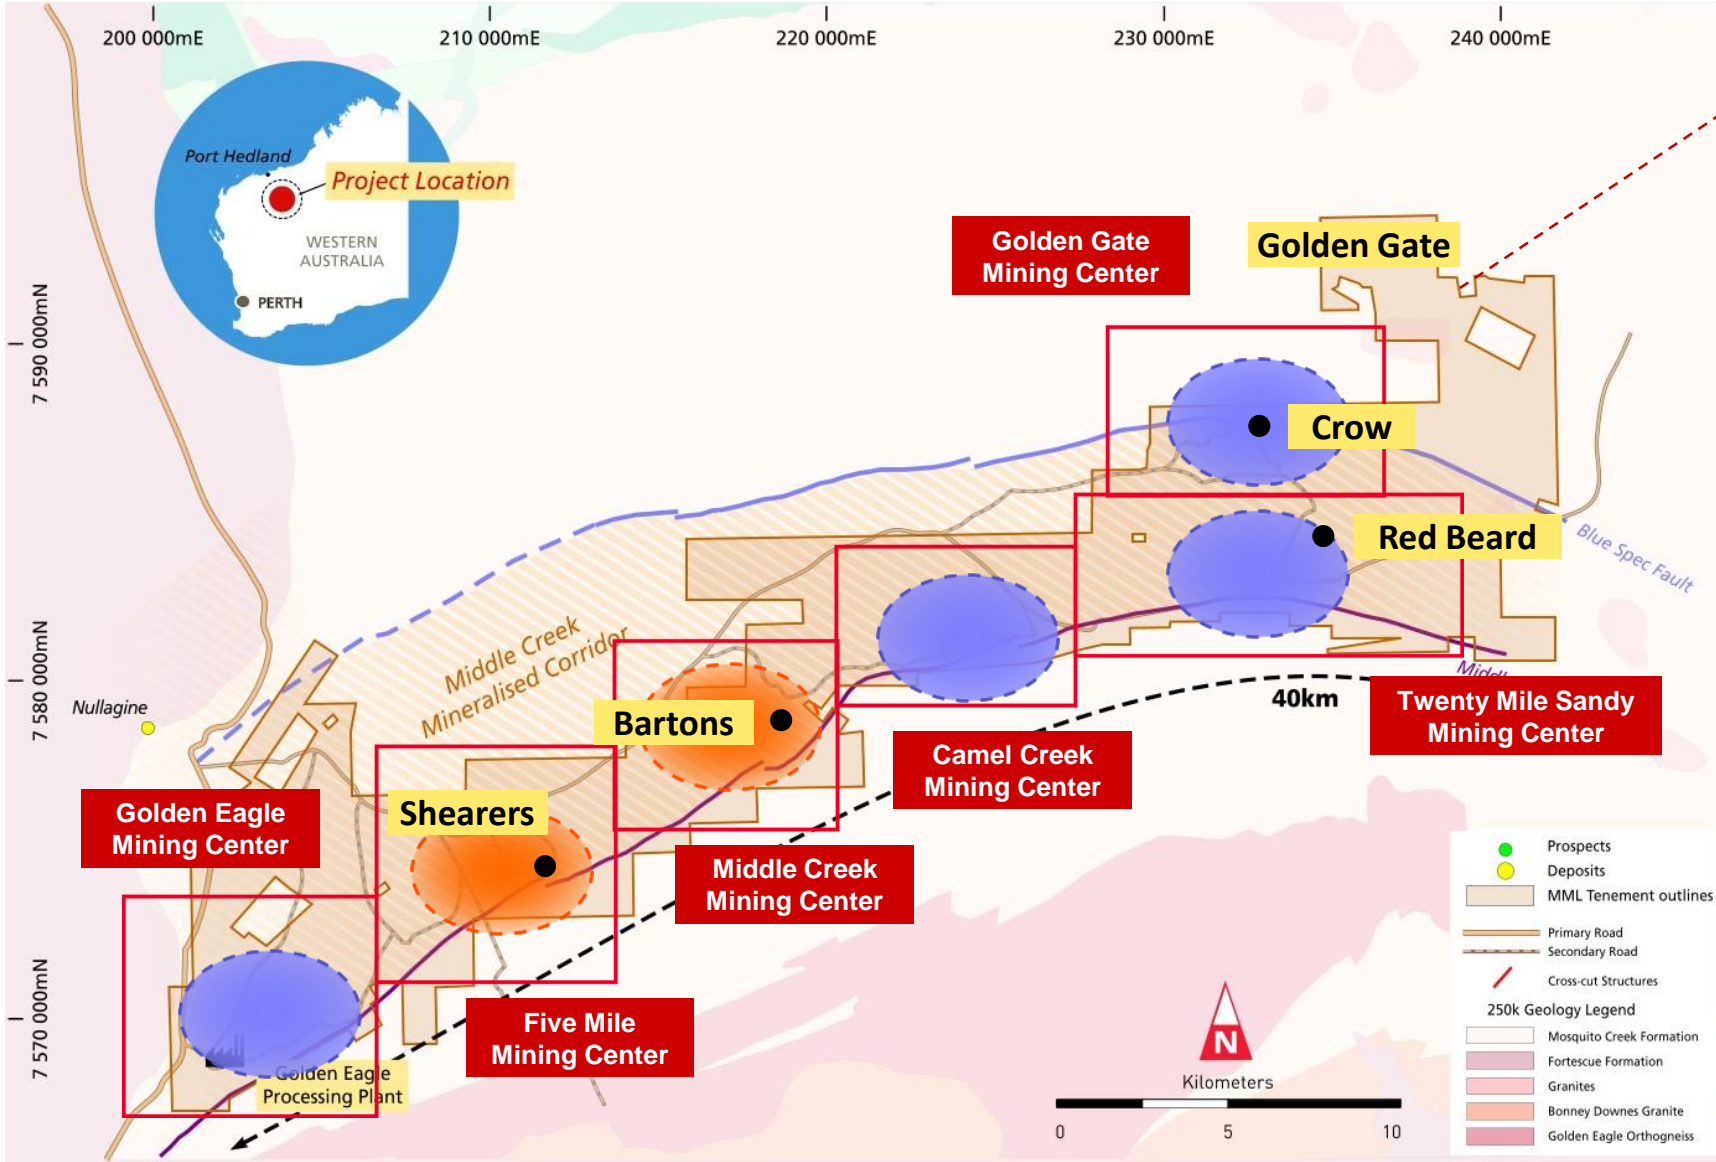 200 000mE
210 000mE
220 000mE
230 000mE
240 000mE
Port Hedland
Project Location
WESTERN
AUSTRALIA
PERTH
Golden Gate
Mining Center
Golden Gate
7 590 000mN
Crow
Red Beard
Blue Spec Fault
Middle Creek
Mineralised Corridor
7 580 000mN
Nullagine
Bartons
40km
Twenty Mile Sandy
Mining Center
Camel Creek
Mining Center
Golden Eagle
Mining Center
Shearers
Middle Creek
Mining Center
7 570 000mN
Five Mile
Mining Center
Golden Eagle
Processing Plant
N
Kilometers
0
5
10
Prospects
Deposits
MML Tenement outlines
Primary Road
Secondary Road
Cross-cut Structures
250k Geology Legend
Mosquito Creek Formation
Fortescue Formation
Granites
Bonney Downes Granite
Golden Eagle Orthogneiss